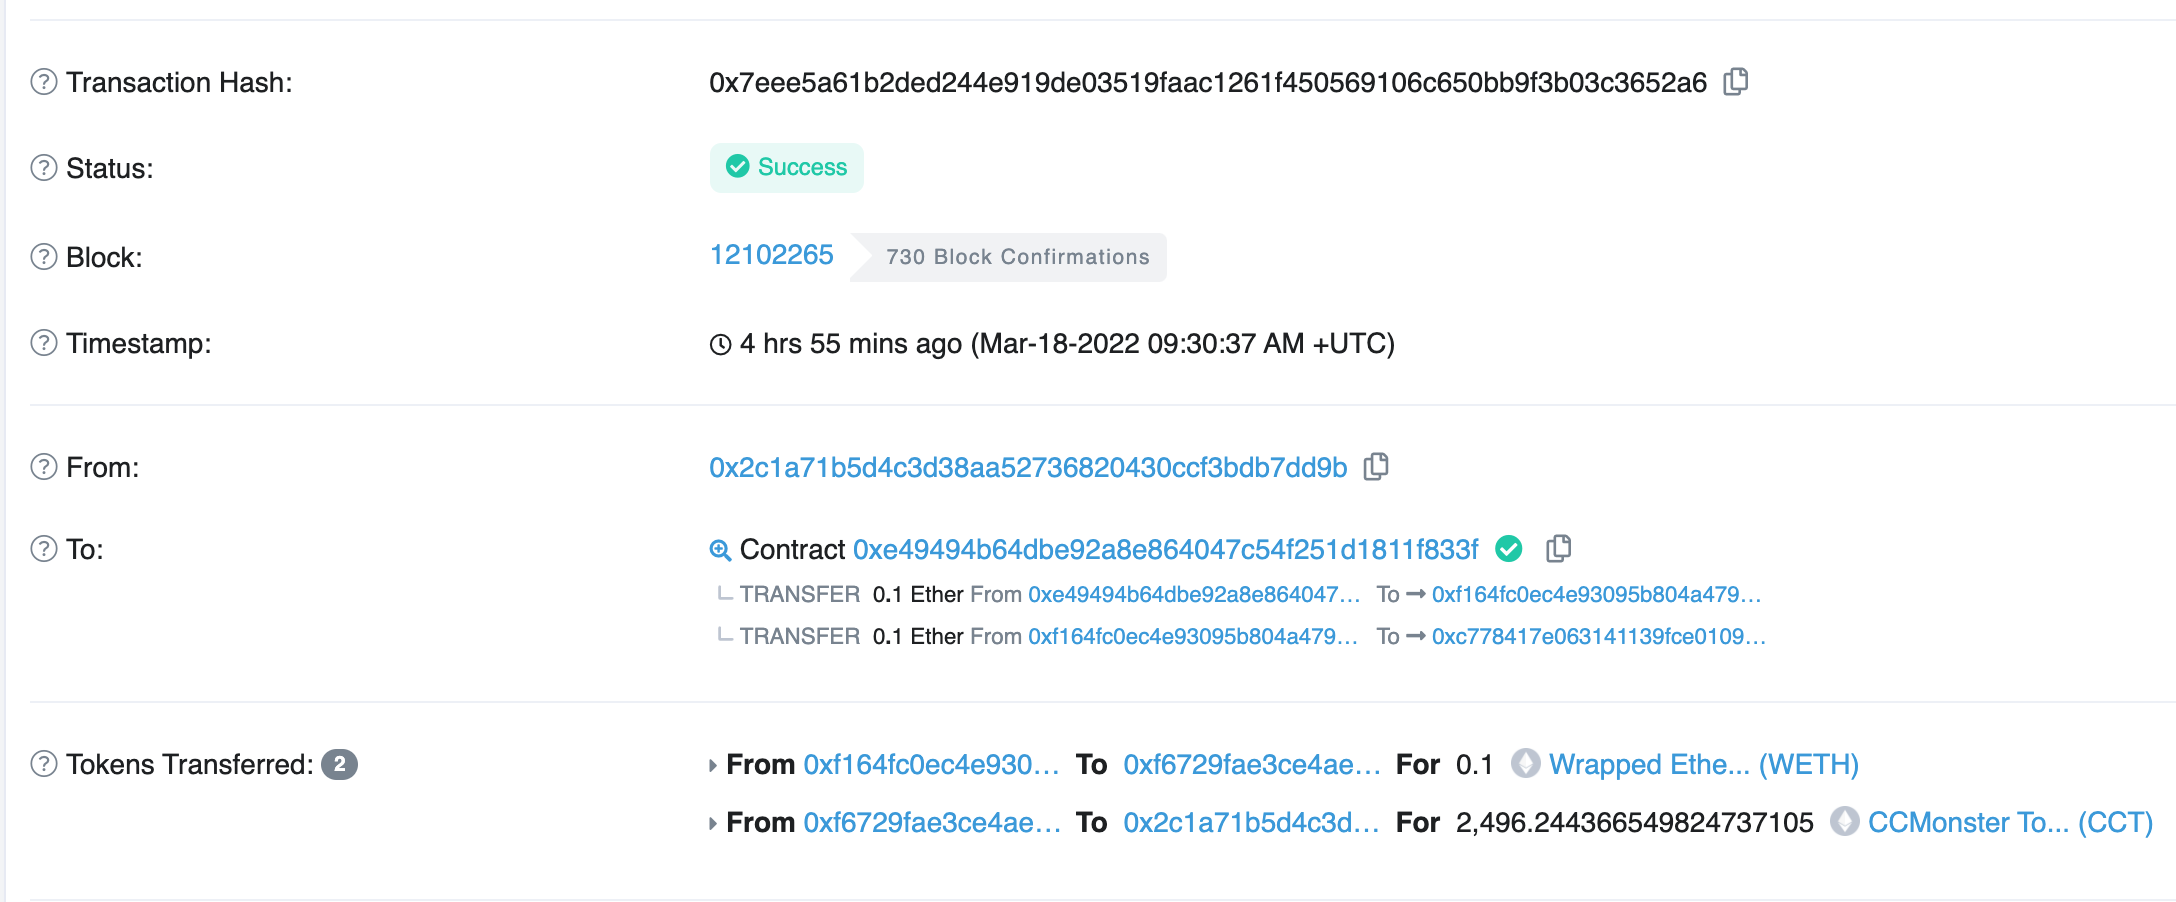 Transaction Hash: 0x7eee5a61b2ded244e919de03519faac1261f450569106c650bb9f3b03c3652a6
Status: Success
Block: 12102265 730 Block Confirmations
Timestamp: 4 hrs 55 mins ago (Mar-18-2022 09:30:37 AM +UTC)
From: 0x2c1a71b5d4c3d38aa52736820430ccf3bdb7dd9b
To: Contract 0xe49494b64dbe92a8e864047c54f251d1811f833f
TRANSFER 0.1 Ether From 0xe49494b64dbe92a8e864047... To → 0xf164fc0ec4e93095b804a479...
TRANSFER 0.1 Ether From 0xf164fc0ec4e93095b804a479... To → 0xc778417e063141139fce0109...
Tokens Transferred: 2 From 0xf164fc0ec4e930... To 0xf6729fae3ce4ae... For 0.1 Wrapped Ethe... (WETH)
From 0xf6729fae3ce4ae... To 0x2c1a71b5d4c3d... For 2,496.244366549824737105 CCMonster To... (CCT)